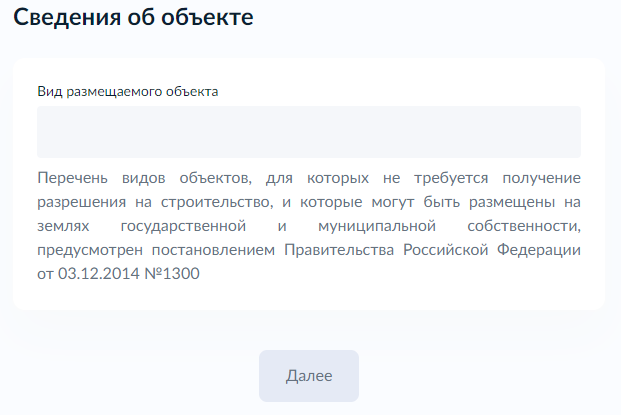 Сведения об объекте
Вид размещаемого объекта
Перечень видов объектов, для которых не требуется получение
разрешения на строительство, и которые могут быть размещены на
землях государственной и муниципальной собственности,
предусмотрен постановлением Правительства Российской Федерации
от 03.12.2014 №1300
Далее